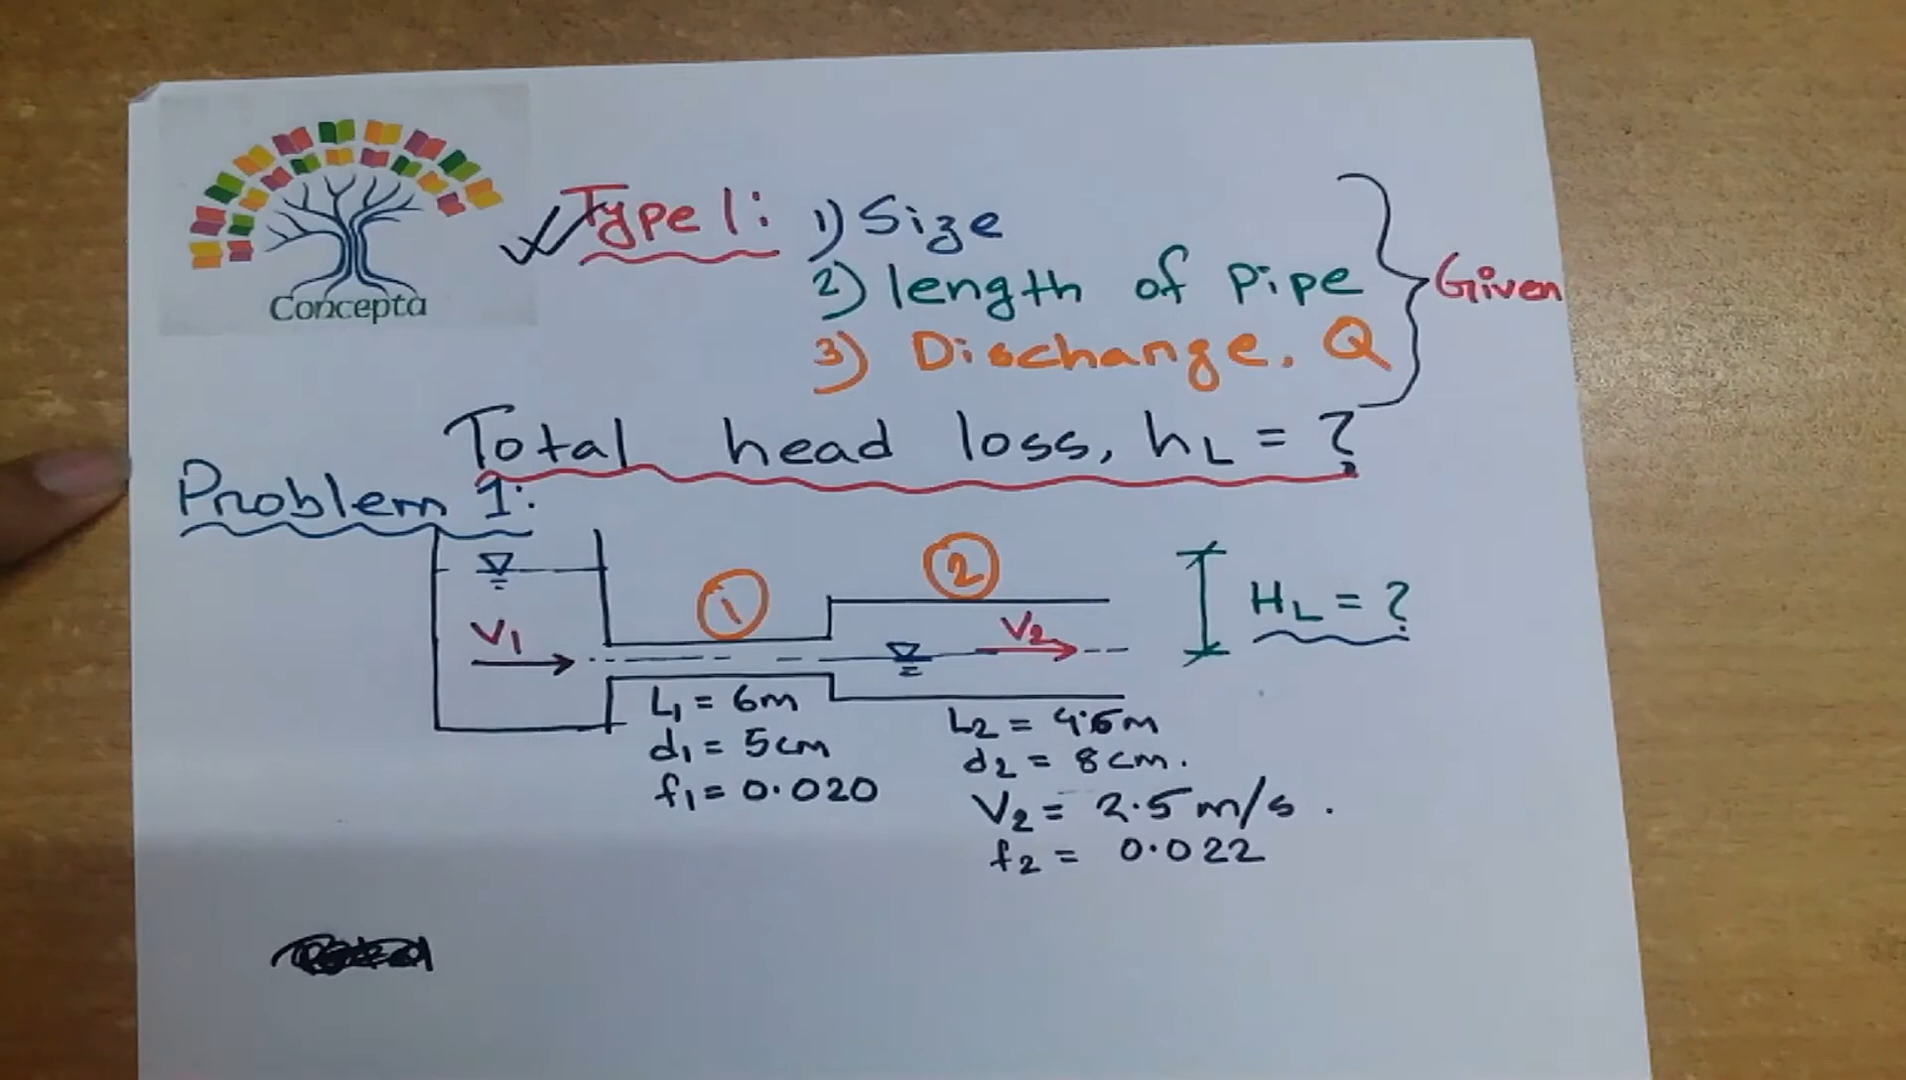 Concepta
Type 1: 1) Size
2) length of pipe
3) Dischange, Q
Given
Total head loss, hL = ?
Problem 1:
1
2
V1
V2
HL = ?
L1 = 6m
d1 = 5cm
f1 = 0.020
L2 = 4.5m
d2 = 8cm.
V2 = 2.5 m/s.
f2 = 0.022